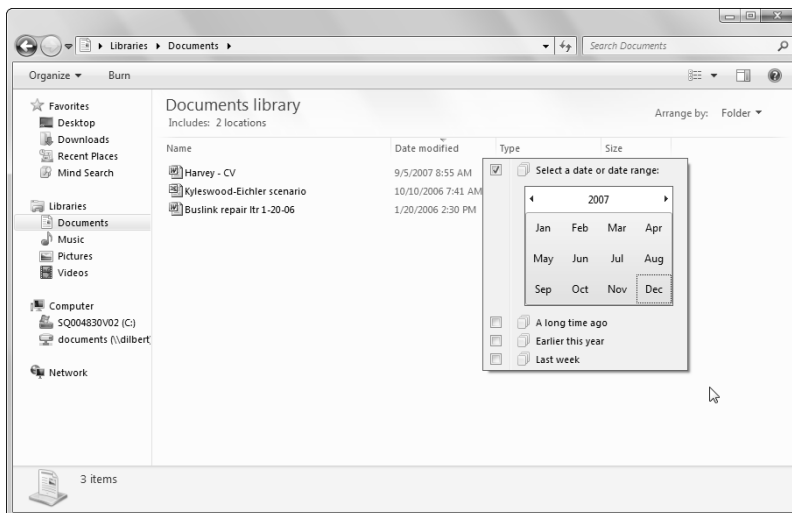 Libraries Documents Search Documents
Organize Burn
Favorites
Desktop
Downloads
Recent Places
Mind Search
Libraries
Documents
Music
Pictures
Videos
Computer
SQ004830V02 (C:)
documents (\\dilbert
Network
Documents library
Includes: 2 locations
Arrange by: Folder
Name Date modified Type Size
Harvey - CV 9/5/2007 8:55 AM
Kyleswood-Eichler scenario 10/10/2006 7:41 AM
Buslink repair ltr 1-20-06 1/20/2006 2:30 PM
Select a date or date range:
2007
Jan Feb Mar Apr
May Jun Jul Aug
Sep Oct Nov Dec
A long time ago
Earlier this year
Last week
3 items